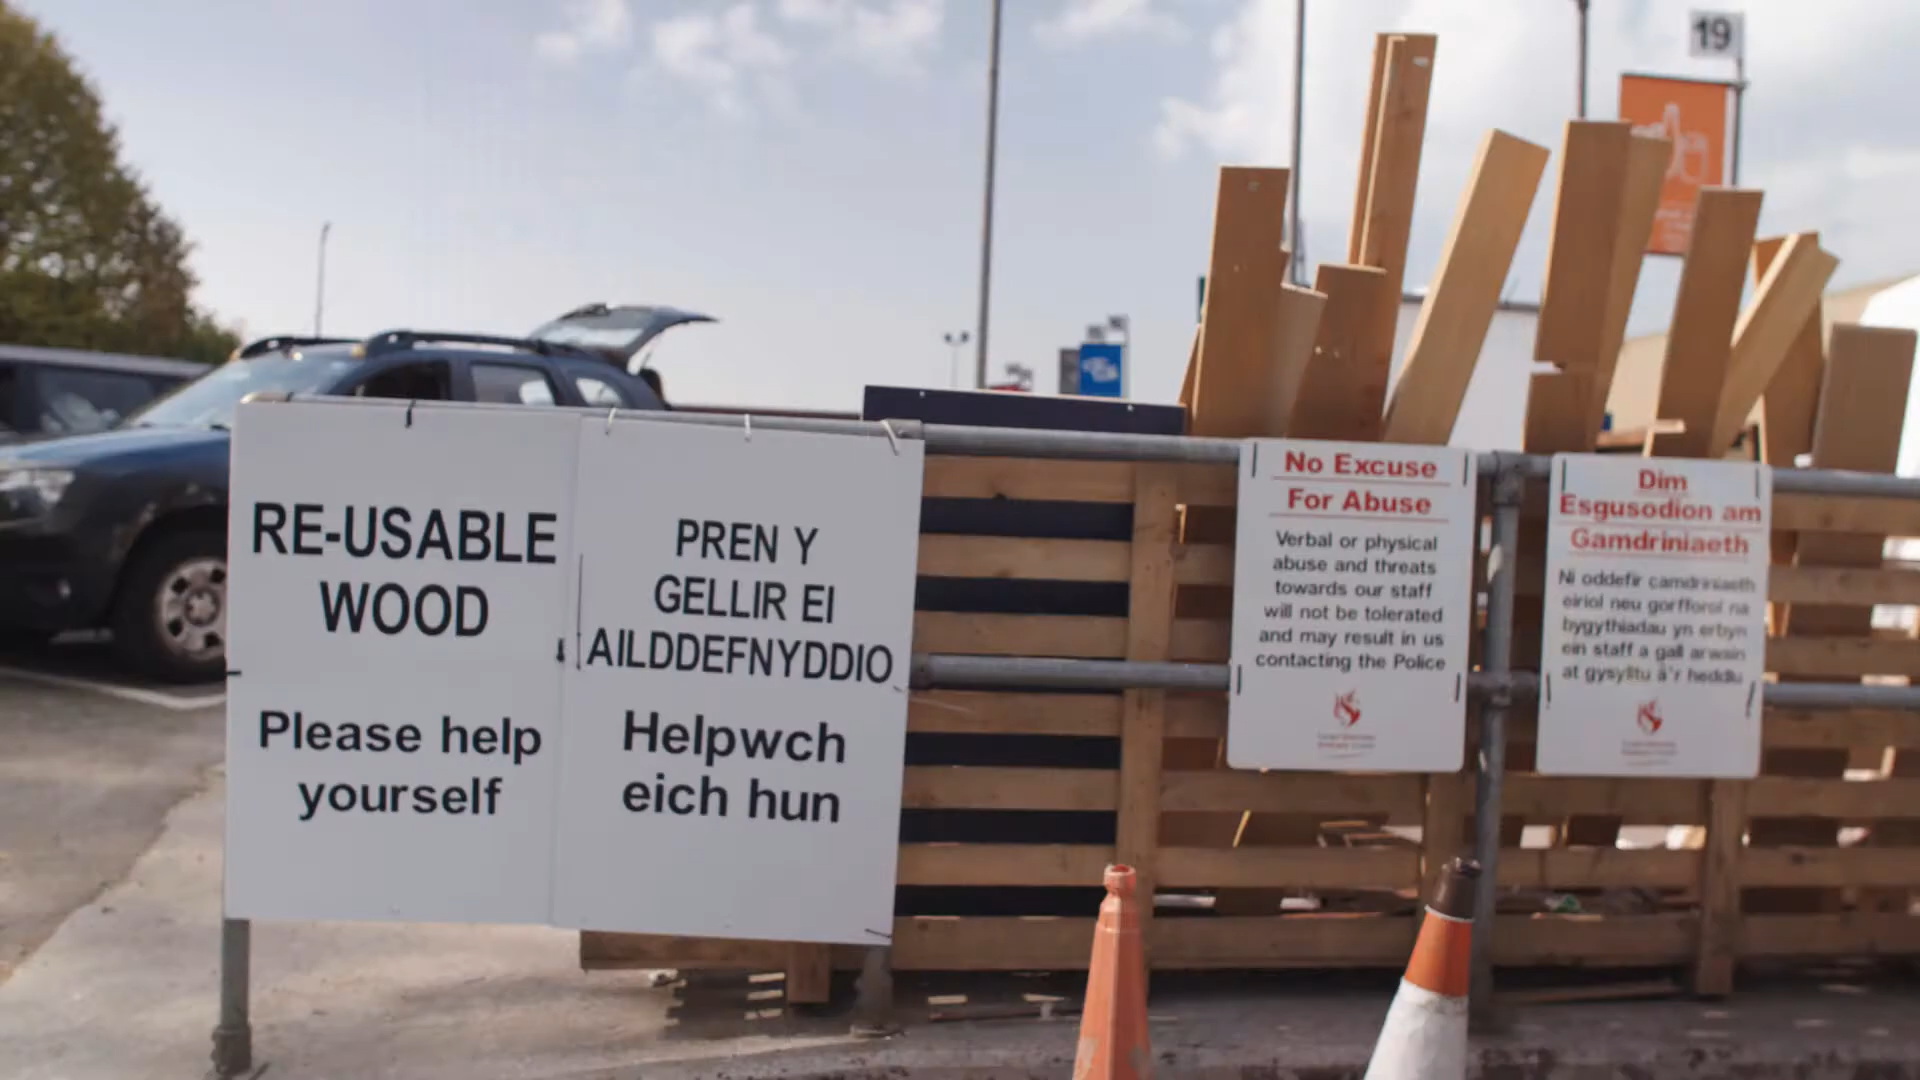 19
RE-USABLE
WOOD
Please help
yourself
PREN Y
GELLIR EI
AILDDEFNYDDIO
Helpwch
eich hun
No Excuse
For Abuse
Verbal or physical
abuse and threats
towards our staff
will not be tolerated
and may result in us
contacting the Police
Dim
Esgusodion am
Gamdriniaeth
Ni oddefir camdriniaeth
eiriol neu gorfforol na
bygythiadau yn erbyn
ein staff a gall arwain
at gysylltu â'r heddlu